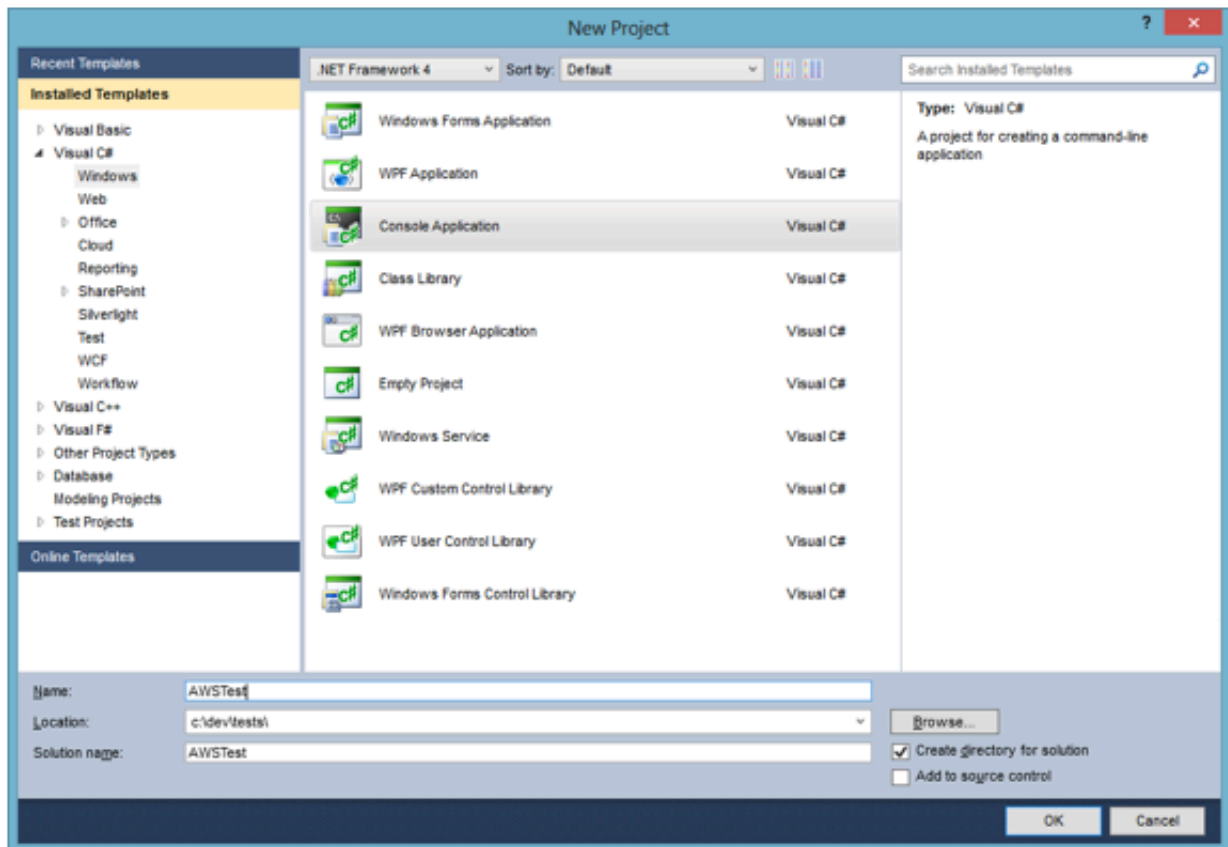 New Project
?
Recent Templates
Installed Templates
Visual Basic
Visual C#
Windows
Web
Office
Cloud
Reporting
SharePoint
Silverlight
Test
WCF
Workflow
Visual C++
Visual F#
Other Project Types
Database
Modeling Projects
Test Projects
Online Templates
.NET Framework 4
Sort by: Default
Windows Forms Application Visual C#
WPF Application Visual C#
Console Application Visual C#
Class Library Visual C#
WPF Browser Application Visual C#
Empty Project Visual C#
Windows Service Visual C#
WPF Custom Control Library Visual C#
WPF User Control Library Visual C#
Windows Forms Control Library Visual C#
Search Installed Templates
Type: Visual C#
A project for creating a command-line
application
Name: AWSTest
Location: c:\dev\tests\
Browse...
Solution name: AWSTest
Create directory for solution
Add to source control
OK
Cancel